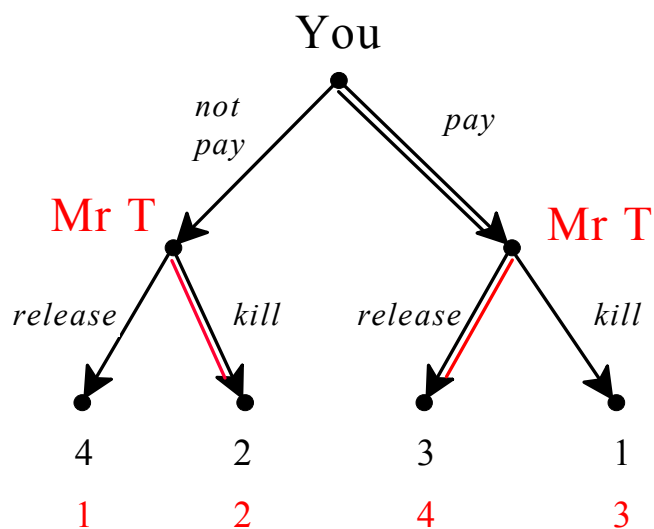 You
not
pay
pay
Mr T
Mr T
release
kill
release
kill
4 2 3 1
1 2 4 3